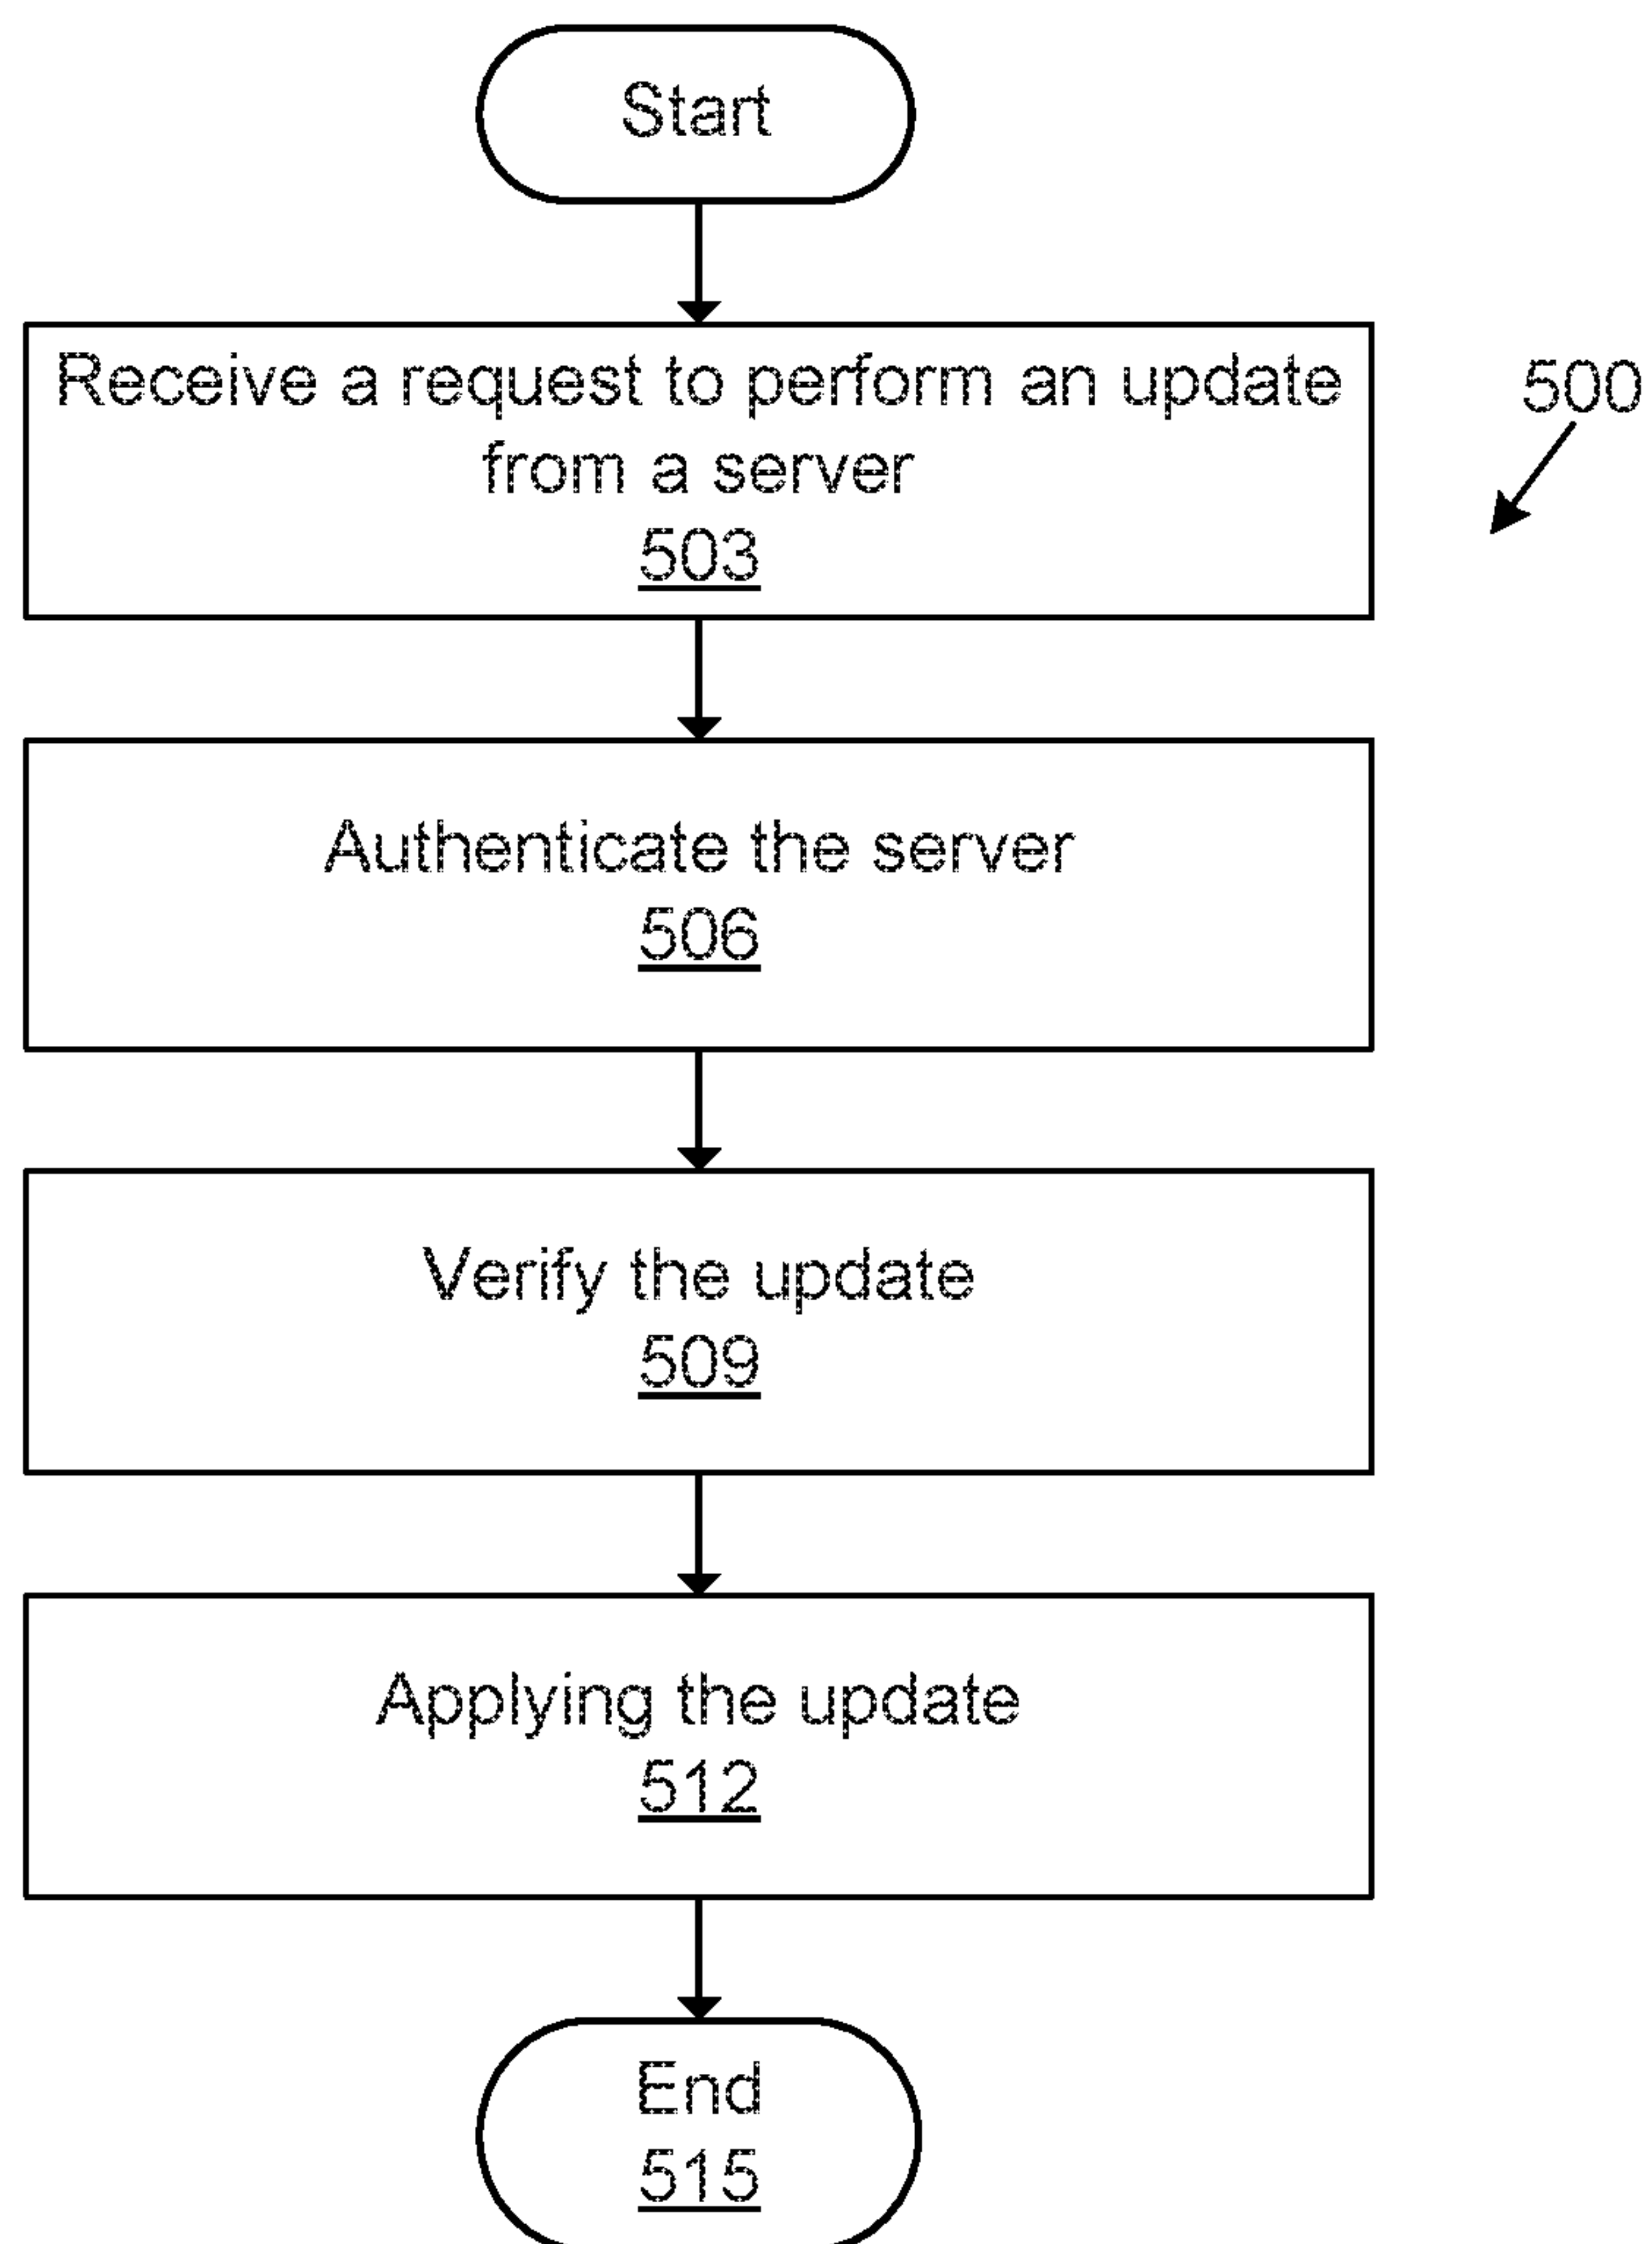 Start
Receive a request to perform an update
from a server
503
500
Authenticate the server
506
Verify the update
509
Applying the update
512
End
515